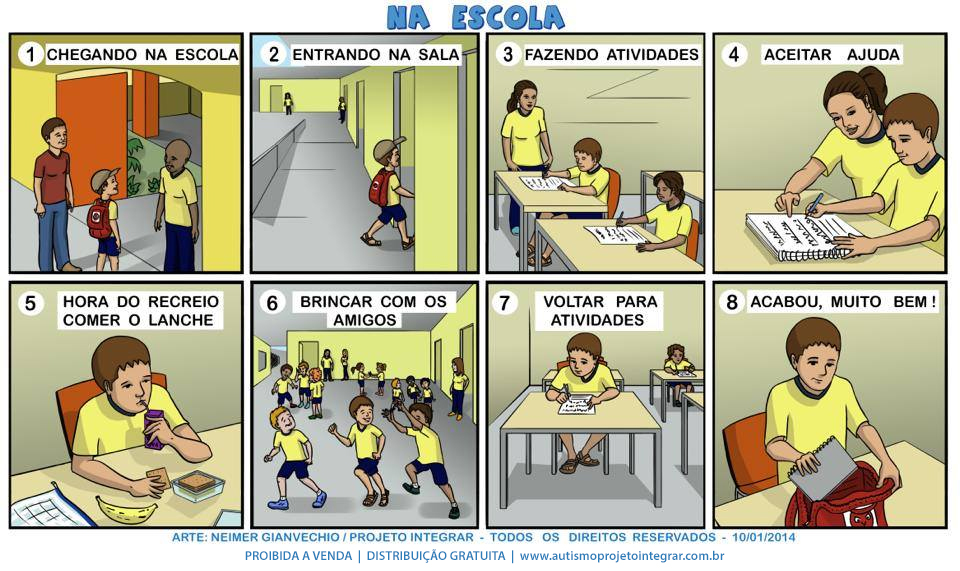 NA ESCOLA
1 CHEGANDO NA ESCOLA
2 ENTRANDO NA SALA
3 FAZENDO ATIVIDADES
4 ACEITAR AJUDA
5 HORA DO RECREIO
COMER O LANCHE
6 BRINCAR COM OS
AMIGOS
7 VOLTAR PARA
ATIVIDADES
8 ACABOU, MUITO BEM !
ARTE: NEIMER GIANVECHIO / PROJETO INTEGRAR - TODOS OS DIREITOS RESERVADOS - 10/01/2014
PROIBIDA A VENDA | DISTRIBUIÇÃO GRATUITA | www.autismoprojetointegrar.com.br